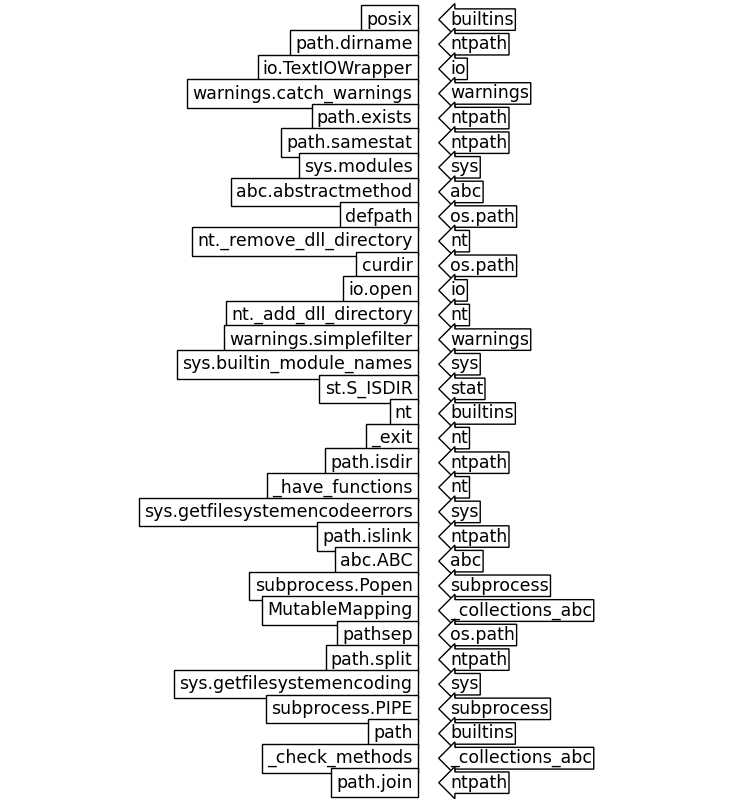 posix builtins
path.dirname ntpath
io.TextIOWrapper io
warnings.catch_warnings warnings
path.exists ntpath
path.samestat ntpath
sys.modules sys
abc.abstractmethod abc
defpath os.path
nt._remove_dll_directory nt
curdir os.path
io.open io
nt._add_dll_directory nt
warnings.simplefilter warnings
sys.builtin_module_names sys
st.S_ISDIR stat
nt builtins
_exit nt
path.isdir ntpath
_have_functions nt
sys.getfilesystemencodeerrors sys
path.islink ntpath
abc.ABC abc
subprocess.Popen subprocess
MutableMapping _collections_abc
pathsep os.path
path.split ntpath
sys.getfilesystemencoding sys
subprocess.PIPE subprocess
path builtins
_check_methods _collections_abc
path.join ntpath